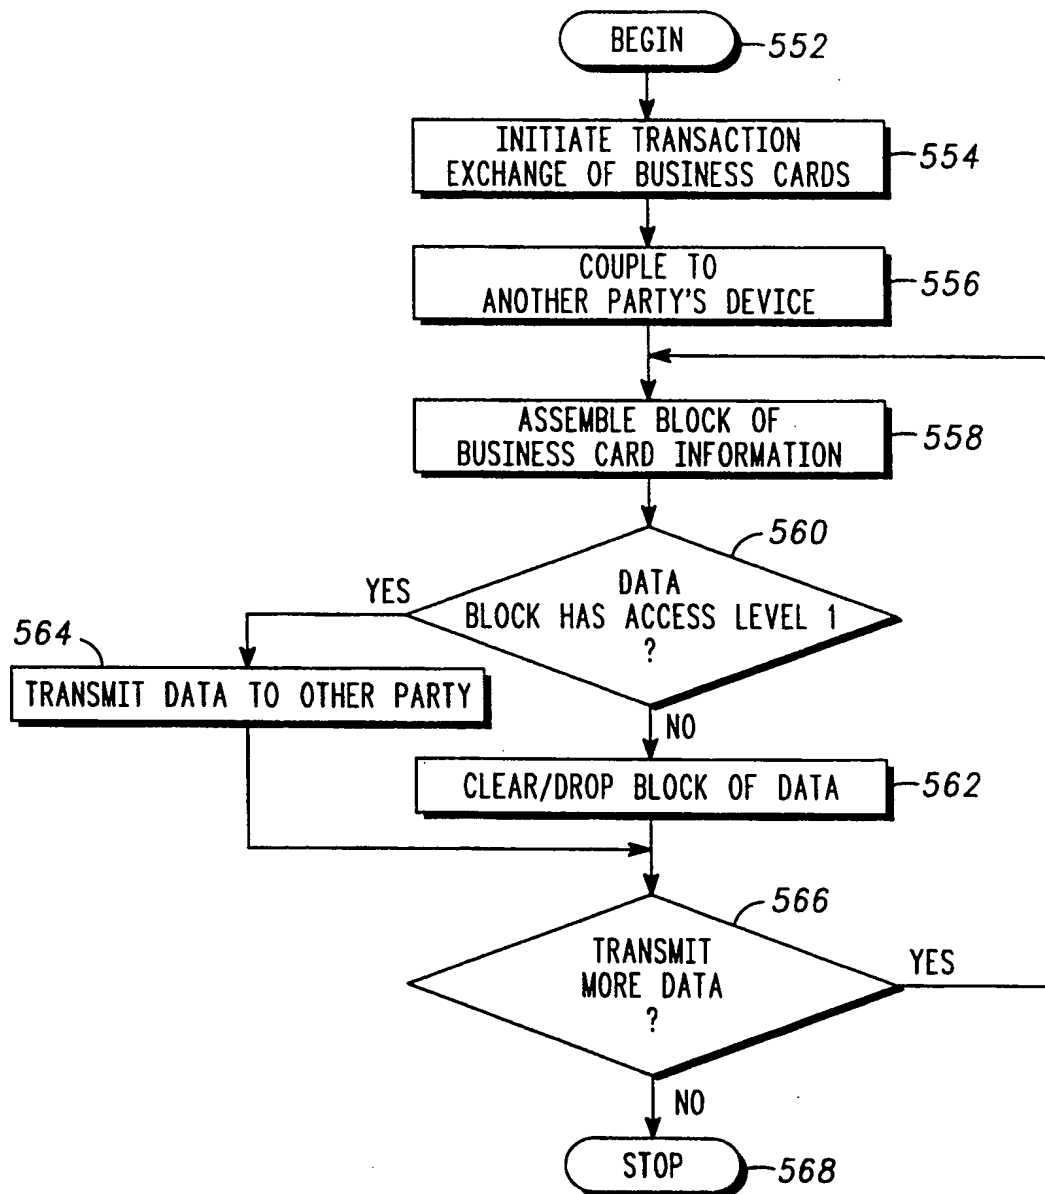 BEGIN
552
INITIATE TRANSACTION
EXCHANGE OF BUSINESS CARDS
554
COUPLE TO
ANOTHER PARTY'S DEVICE
556
ASSEMBLE BLOCK OF
BUSINESS CARD INFORMATION
558
560
DATA
BLOCK HAS ACCESS LEVEL 1
?
YES
564
TRANSMIT DATA TO OTHER PARTY
NO
CLEAR/DROP BLOCK OF DATA
562
566
TRANSMIT
MORE DATA
?
YES
NO
STOP
568